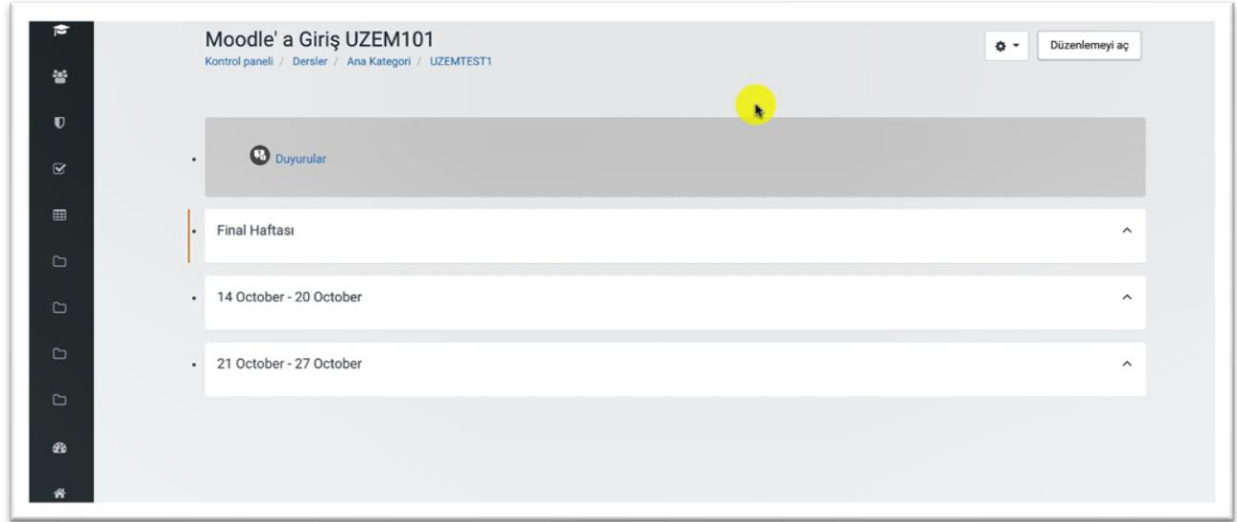 Moodle' a Giriş UZEM101
Kontrol paneli / Dersler / Ana Kategori / UZEMTEST1
Düzenlemeyi aç
Duyurular
Final Haftası
14 October - 20 October
21 October - 27 October